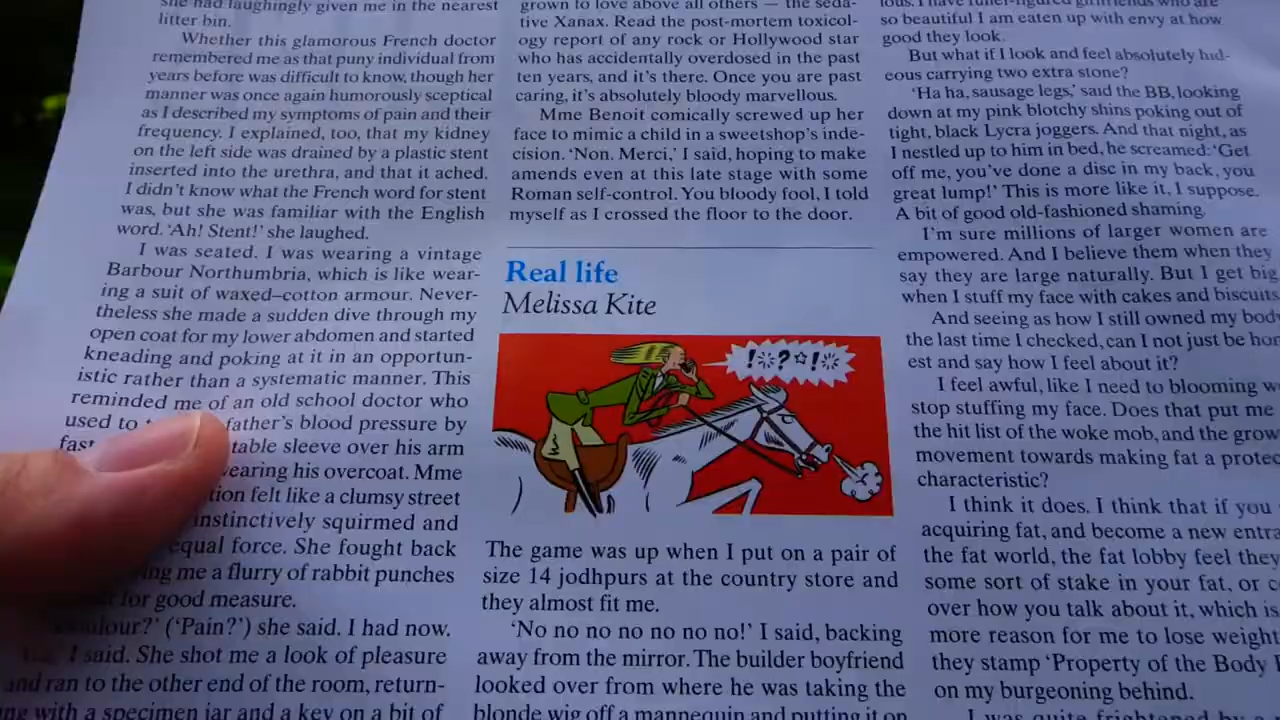 she had laughingly given me in the nearest
litter bin.
Whether this glamorous French doctor
remembered me as that puny individual from
years before was difficult to know, though her
manner was once again humorously sceptical
as I described my symptoms of pain and their
frequency. I explained, too, that my kidney
on the left side was drained by a plastic stent
inserted into the urethra, and that it ached.
I didn't know what the French word for stent
was, but she was familiar with the English
word. 'Ah! Stent!' she laughed.
I was seated. I was wearing a vintage
Barbour Northumbria, which is like wear-
ing a suit of waxed–cotton armour. Never-
theless she made a sudden dive through my
open coat for my lower abdomen and started
kneading and poking at it in an opportun-
istic rather than a systematic manner. This
reminded me of an old school doctor who
used to father's blood pressure by
table sleeve over his arm
wearing his overcoat. Mme
felt like a clumsy street
instinctively squirmed and
equal force. She fought back
me a flurry of rabbit punches
for good measure.
('Pain?') she said. I had now.
I said. She shot me a look of pleasure
and ran to the other end of the room, return-
ing with a specimen jar and a key on a bit of
grown to love above all others — the seda-
tive Xanax. Read the post-mortem toxicol-
ogy report of any rock or Hollywood star
who has accidentally overdosed in the past
ten years, and it's there. Once you are past
caring, it's absolutely bloody marvellous.
Mme Benoit comically screwed up her
face to mimic a child in a sweetshop's inde-
cision. 'Non. Merci,' I said, hoping to make
amends even at this late stage with some
Roman self-control. You bloody fool, I told
myself as I crossed the floor to the door.
Real life
Melissa Kite
!?!
The game was up when I put on a pair of
size 14 jodhpurs at the country store and
they almost fit me.
'No no no no no no no!' I said, backing
away from the mirror. The builder boyfriend
looked over from where he was taking the
blonde wig off a mannequin and putting it on
who are
so beautiful I am eaten up with envy at how
good they look.
But what if I look and feel absolutely hid-
eous carrying two extra stone?
'Ha ha, sausage legs,' said the BB, looking
down at my pink blotchy shins poking out of
tight, black Lycra joggers. And that night, as
I nestled up to him in bed, he screamed: 'Get
off me, you've done a disc in my back, you
great lump!' This is more like it, I suppose.
A bit of good old-fashioned shaming.
I'm sure millions of larger women are
empowered. And I believe them when they
say they are large naturally. But I get big
when I stuff my face with cakes and biscuits.
And seeing as how I still owned my body
the last time I checked, can I not just be hon-
est and say how I feel about it?
I feel awful, like I need to blooming w
stop stuffing my face. Does that put me
the hit list of the woke mob, and the grow
movement towards making fat a protec
characteristic?
I think it does. I think that if you
acquiring fat, and become a new entra
the fat world, the fat lobby feel they
some sort of stake in your fat, or c
over how you talk about it, which is
more reason for me to lose weight
they stamp 'Property of the Body
on my burgeoning behind.
I was quite frightened